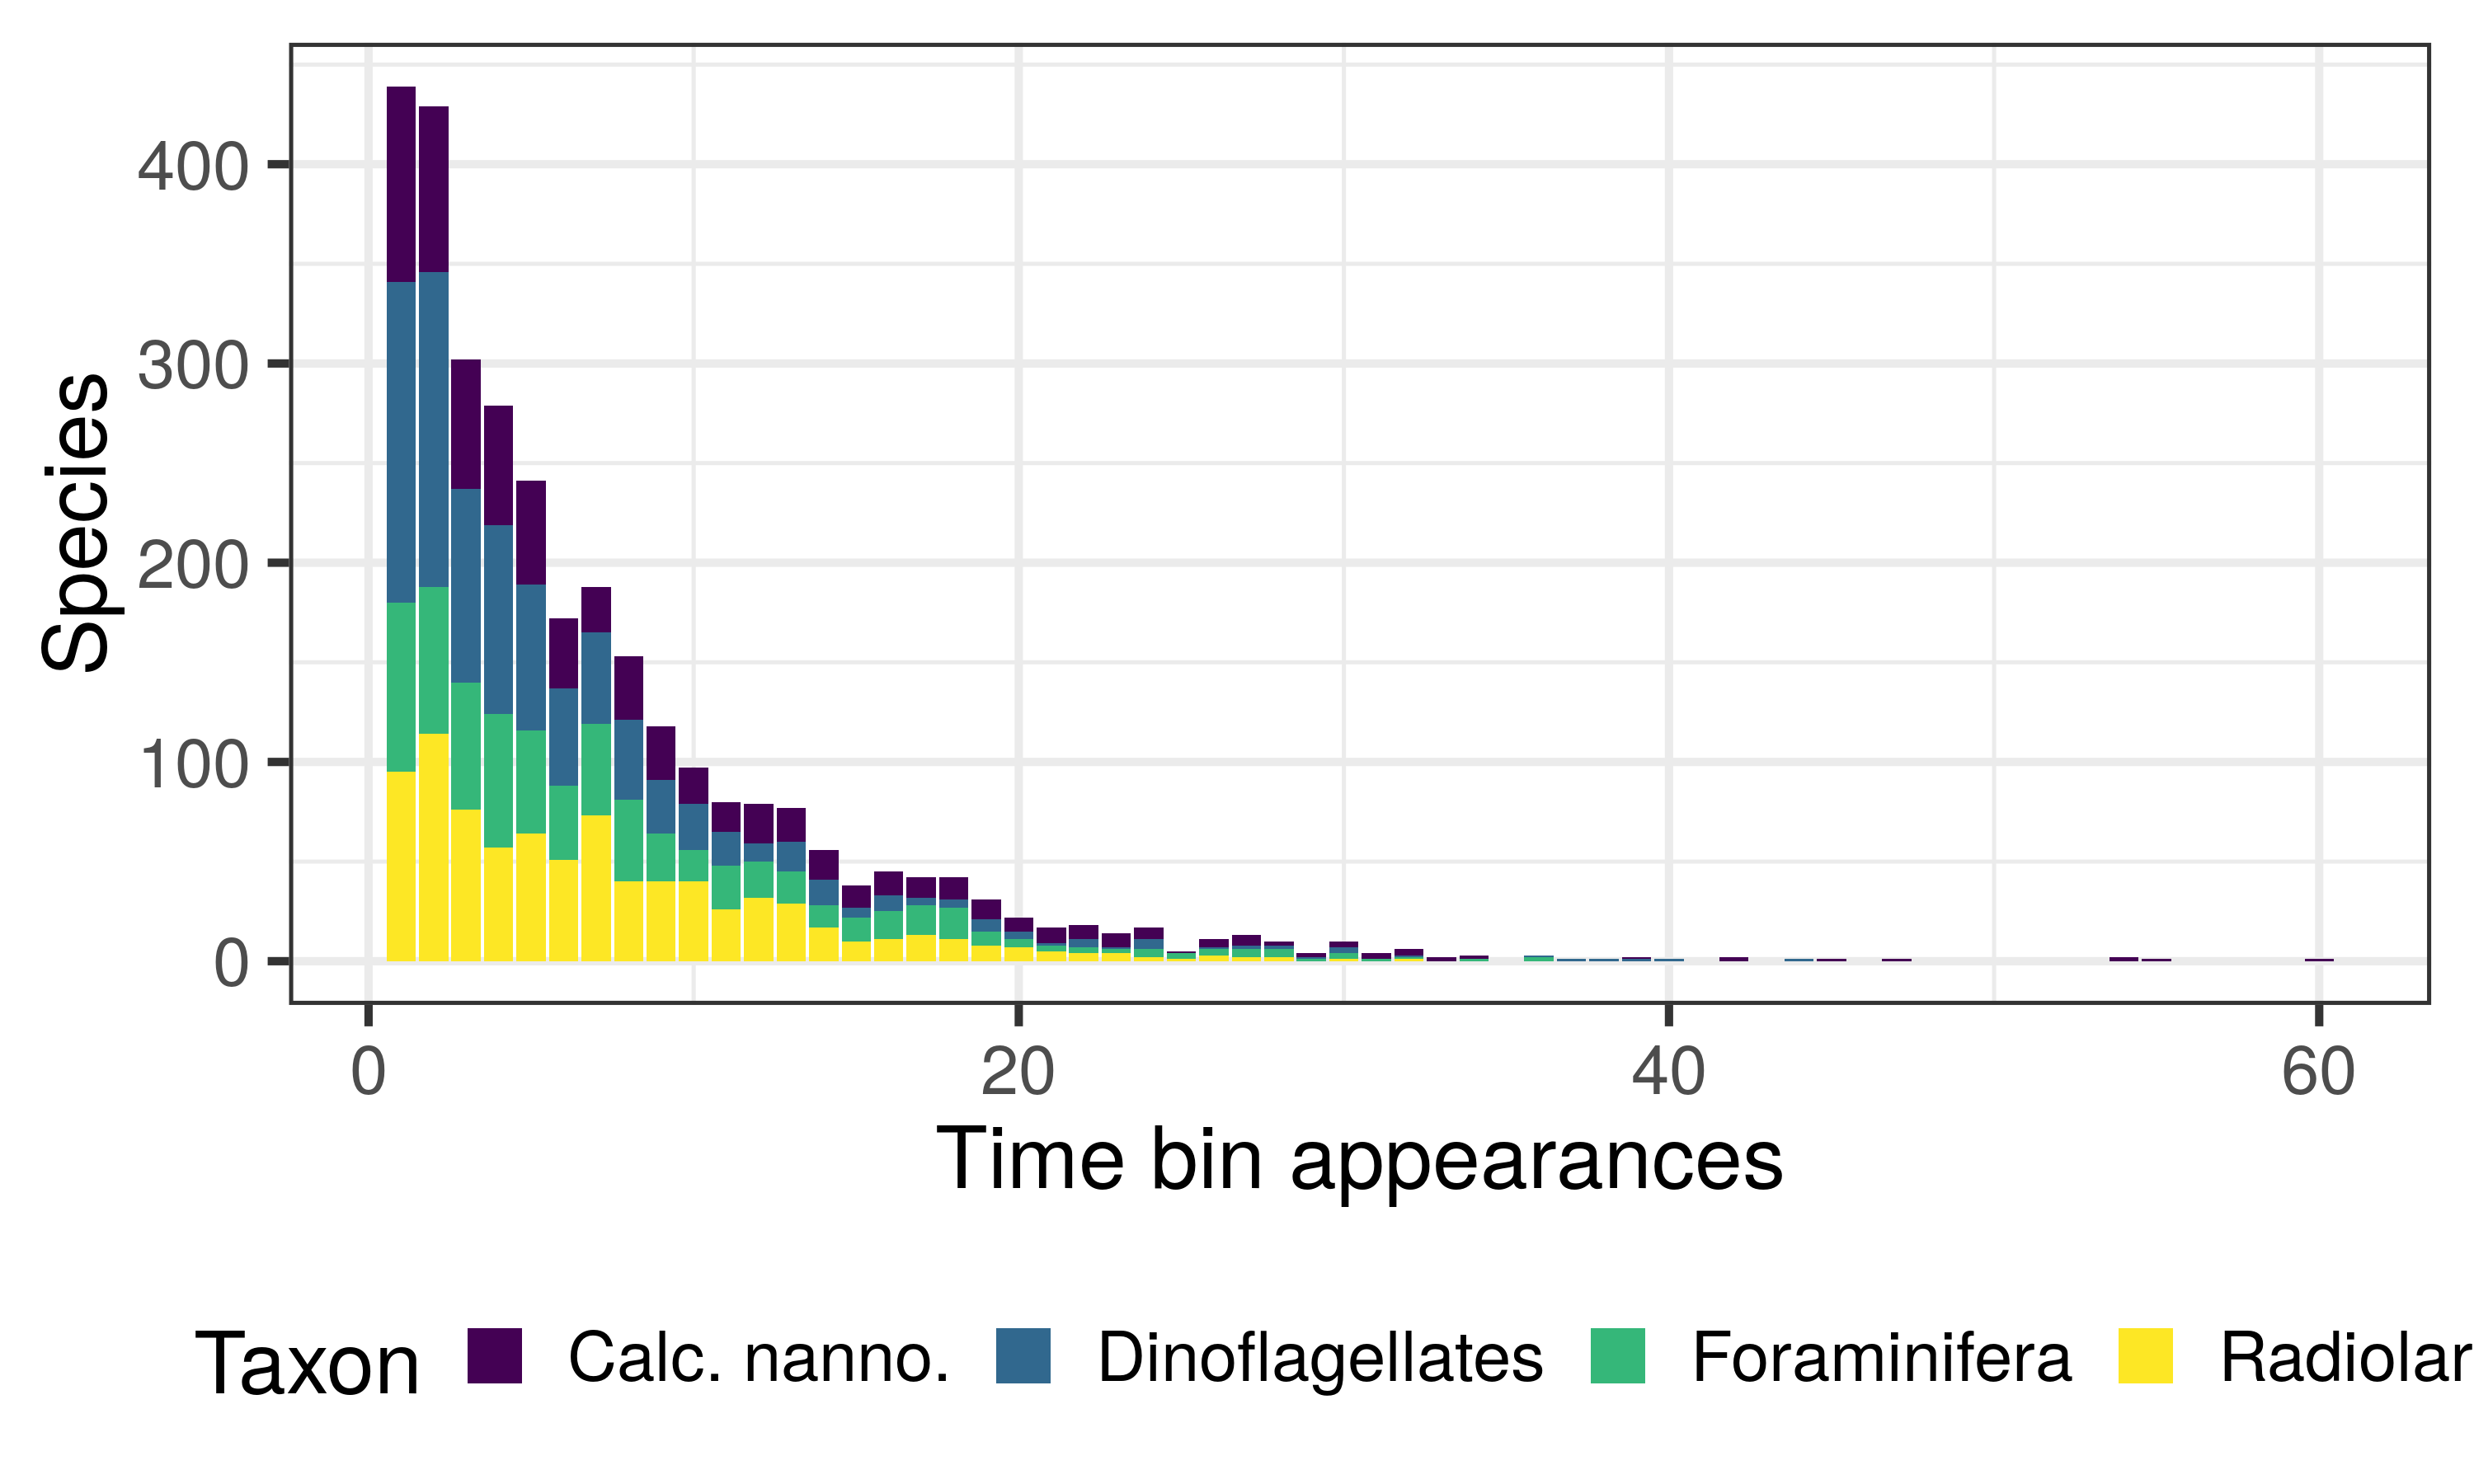 Species
400
300
200
100
0
0 20 40 60
Time bin appearances
Taxon Calc. nanno. Dinoflagellates Foraminifera Radiolar